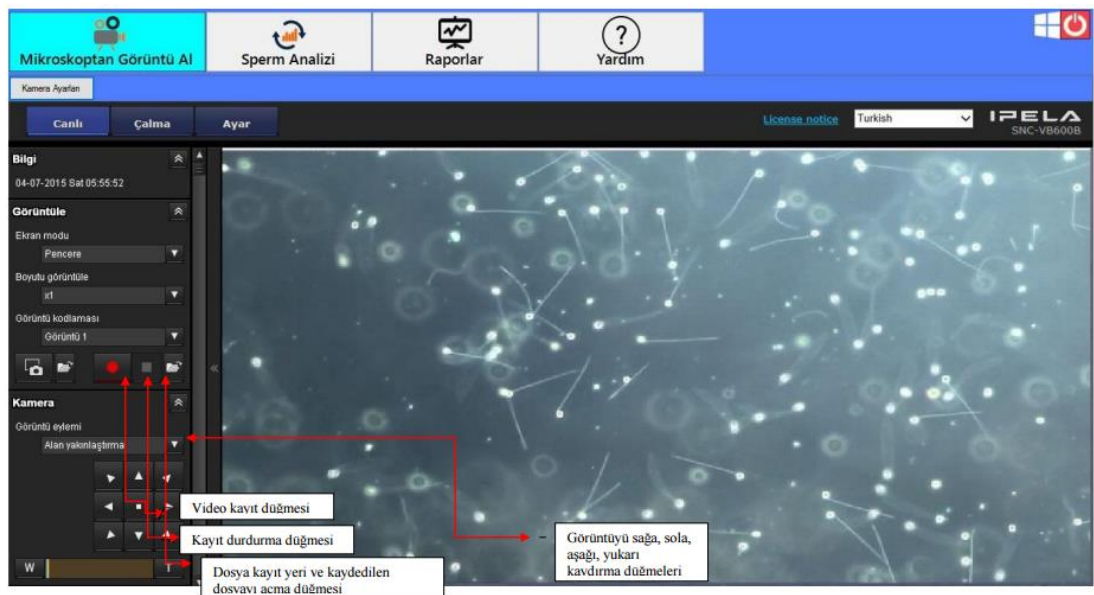 Mikroskoptan Görüntü Al
Sperm Analizi
Raporlar
?
Yardım
Kamera Ayarları
Canlı
Çalma
Ayar
License notice
Turkish
IPELA
SNC-VB600B
Bilgi
04-07-2015 Sat 05:55:52
Görüntüle
Ekran modu
Pencere
Boyutu görüntüle
x1
Görüntü kodlaması
Görüntü 1
Kamera
Görüntü eylemi
Alan yakınlaştırma
Video kayıt düğmesi
Kayıt durdurma düğmesi
Dosya kayıt yeri ve kaydedilen
dosyayı açma düğmesi
– Görüntüyü sağa, sola,
aşağı, yukarı
kaydırma düğmeleri
W
T